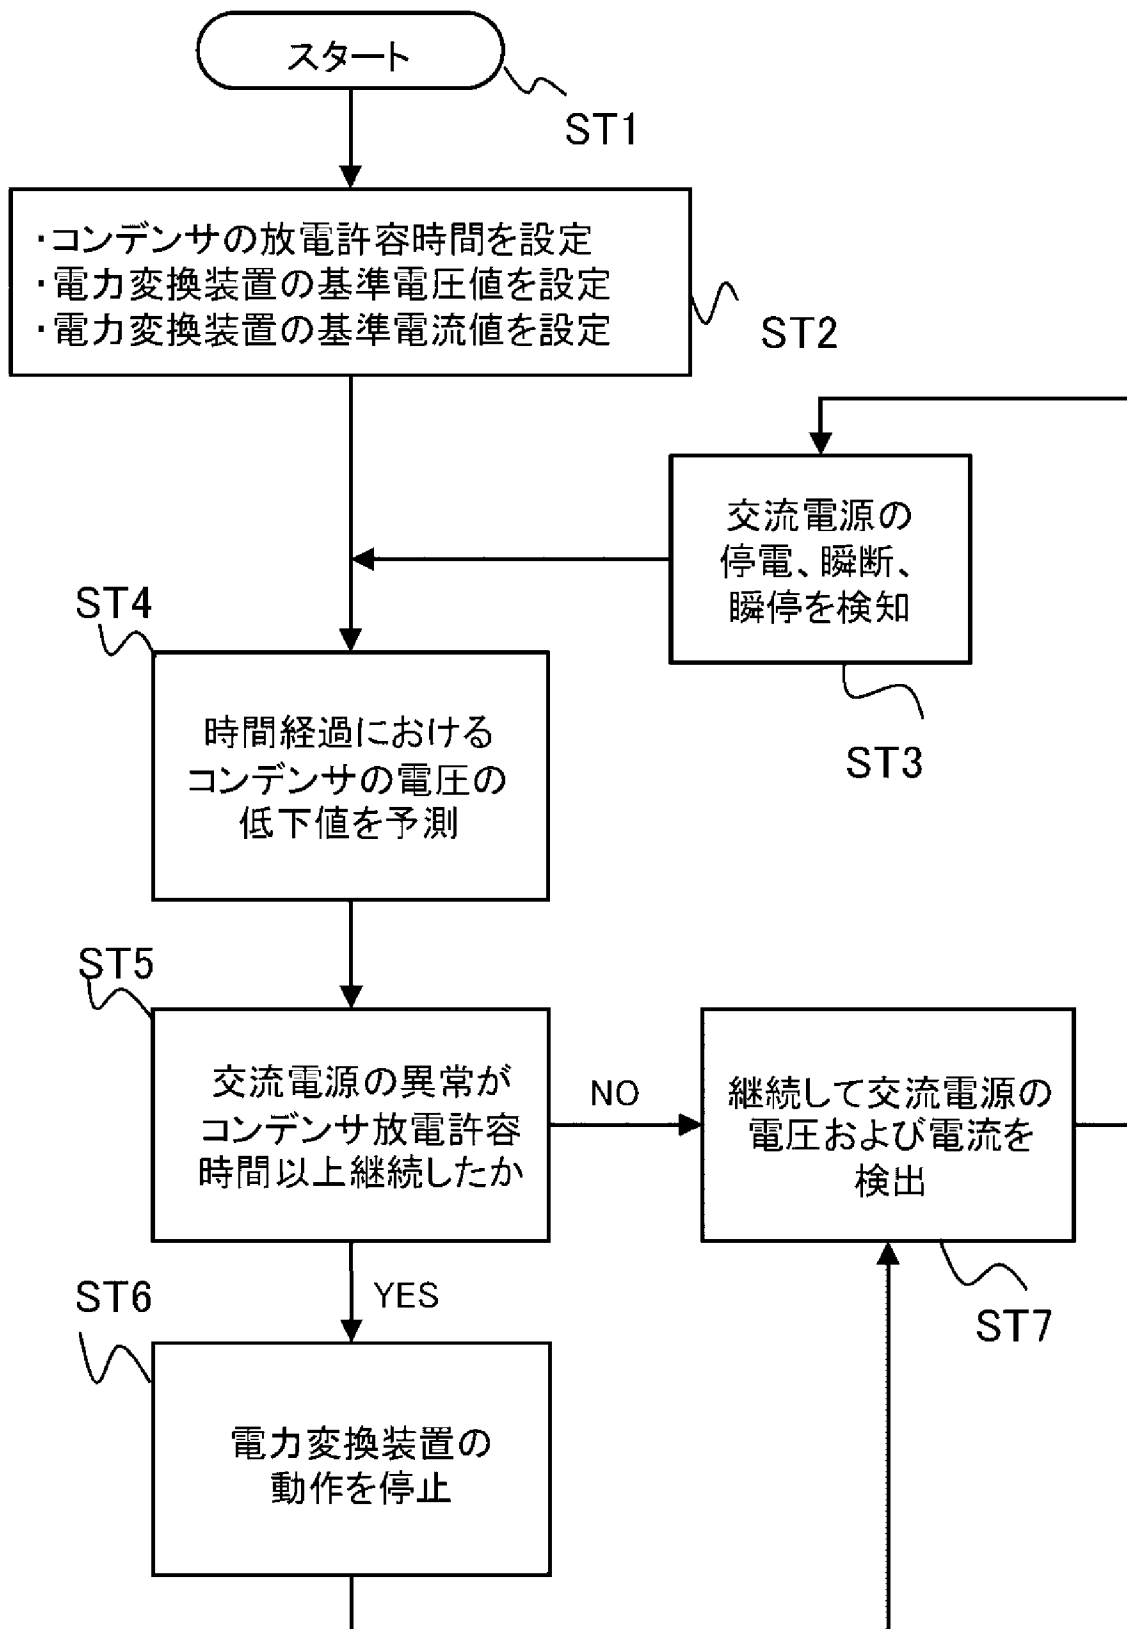 スタート
ST1
・コンデンサの放電許容時間を設定
・電力変換装置の基準電圧値を設定
・電力変換装置の基準電流値を設定
ST2
交流電源の
停電、瞬断、
瞬停を検知
ST3
ST4
時間経過における
コンデンサの電圧の
低下値を予測
ST5
交流電源の異常が
コンデンサ放電許容
時間以上継続したか
NO
継続して交流電源の
電圧および電流を
検出
ST7
YES
ST6
電力変換装置の
動作を停止